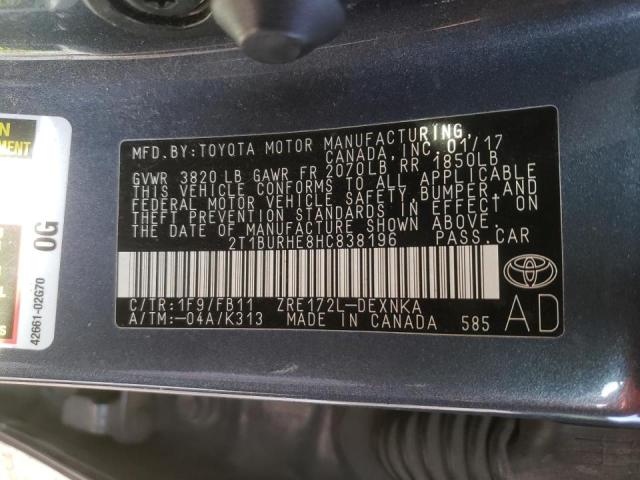 MFD. BY: TOYOTA MOTOR MANUFACTURING,
CANADA, INC. 01/17
GVWR 3820 LB GAWR FR 2070LB RR 1850LB
THIS VEHICLE CONFORMS TO ALL APPLICABLE
FEDERAL MOTOR VEHICLE SAFETY, BUMPER AND
THEFT PREVENTION STANDARDS IN EFFECT ON
THE DATE OF MANUFACTURE SHOWN ABOVE.
2T1BURHE8HC838196 PASS.CAR
C/TR:1F9/FB11 ZRE172L-DEXNKA
A/TM:-04A/K313 MADE IN CANADA 585
AD
0G
42661-02G70